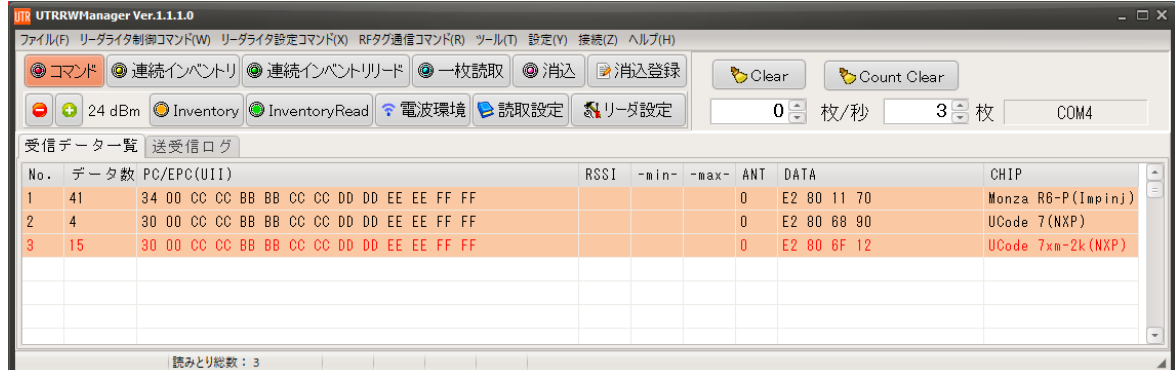 UTR UTRRWManager Ver.1.1.1.0
ファイル(F) リーダライタ制御コマンド(W) リーダライタ設定コマンド(X) RFタグ通信コマンド(R) ツール(T) 設定(Y) 接続(Z) ヘルプ(H)
コマンド 連続インベントリ 連続インベントリリード 一枚読取 消込 消込登録 Clear Count Clear
24 dBm Inventory InventoryRead 電波環境 読取設定 リーダ設定 0 枚/秒 3 枚 COM4
受信データ一覧 送受信ログ
No. データ数 PC/EPC(UII) RSSI -min- -max- ANT DATA CHIP
1 41 34 00 CC CC BB BB CC CC DD DD EE EE FF FF 0 E2 80 11 70 Monza R6-P(Impinj)
2 4 30 00 CC CC BB BB CC CC DD DD EE EE FF FF 0 E2 80 68 90 UCode 7(NXP)
3 15 30 00 CC CC BB BB CC CC DD DD EE EE FF FF 0 E2 80 6F 12 UCode 7xm-2k(NXP)
読みとり総数：3